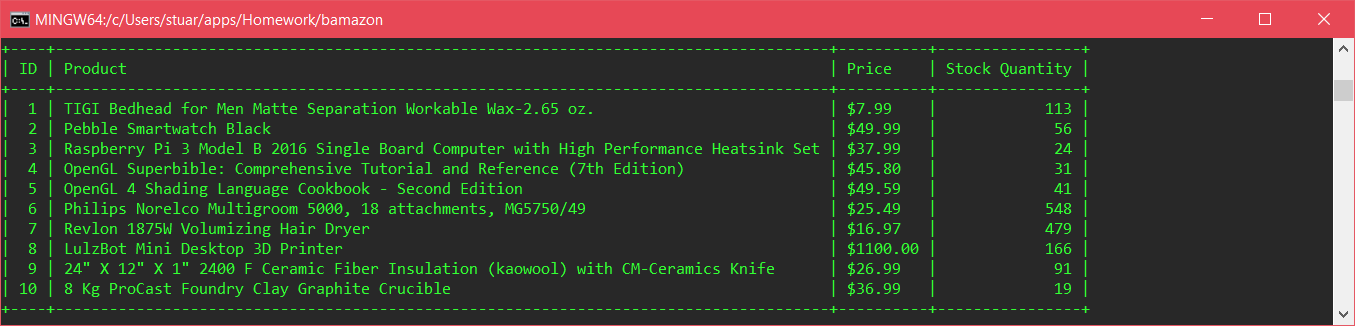 MINGW64:/c/Users/stuar/apps/Homework/bamazon
+----+--------------------------------------------------------------------------------------+----------+----------------+
| ID | Product                                                                              | Price    | Stock Quantity |
+----+--------------------------------------------------------------------------------------+----------+----------------+
|  1 | TIGI Bedhead for Men Matte Separation Workable Wax-2.65 oz.                          | $7.99    |            113 |
|  2 | Pebble Smartwatch Black                                                              | $49.99   |             56 |
|  3 | Raspberry Pi 3 Model B 2016 Single Board Computer with High Performance Heatsink Set | $37.99   |             24 |
|  4 | OpenGL Superbible: Comprehensive Tutorial and Reference (7th Edition)                | $45.80   |             31 |
|  5 | OpenGL 4 Shading Language Cookbook - Second Edition                                  | $49.59   |             41 |
|  6 | Philips Norelco Multigroom 5000, 18 attachments, MG5750/49                           | $25.49   |            548 |
|  7 | Revlon 1875W Volumizing Hair Dryer                                                   | $16.97   |            479 |
|  8 | LulzBot Mini Desktop 3D Printer                                                      | $1100.00 |            166 |
|  9 | 24" X 12" X 1" 2400 F Ceramic Fiber Insulation (kaowool) with CM-Ceramics Knife      | $26.99   |             91 |
| 10 | 8 Kg ProCast Foundry Clay Graphite Crucible                                          | $36.99   |             19 |
+----+--------------------------------------------------------------------------------------+----------+----------------+